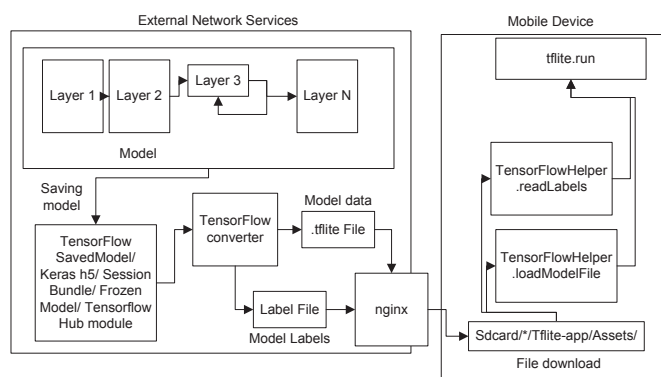 External Network Services
Layer 1
Layer 2
Layer 3
Layer N
Model
Saving
model
TensorFlow
SavedModel/
Keras h5/ Session
Bundle/ Frozen
Model/ Tensorflow
Hub module
TensorFlow
converter
Model data
.tflite File
Label File
Model Labels
nginx
Mobile Device
tflite.run
TensorFlowHelper
.readLabels
TensorFlowHelper
.loadModelFile
Sdcard/*/Tflite-app/Assets/
File download